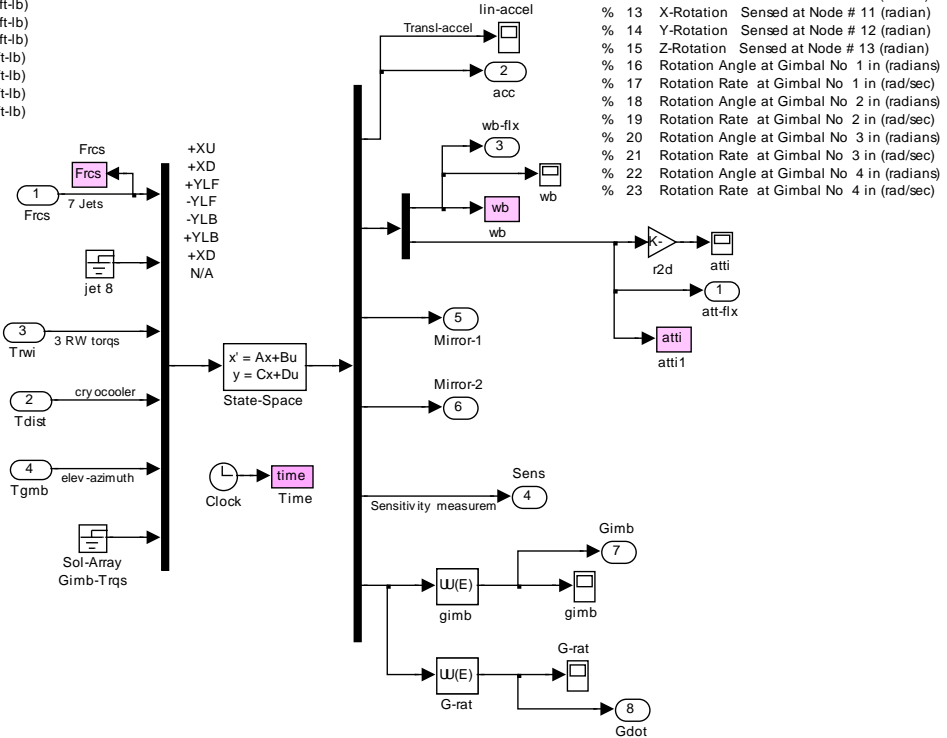 ft-lb)
ft-lb)
ft-lb)
ft-lb)
ft-lb)
ft-lb)
ft-lb)
% 13 X-Rotation Sensed at Node # 11 (radian)
% 14 Y-Rotation Sensed at Node # 12 (radian)
% 15 Z-Rotation Sensed at Node # 13 (radian)
% 16 Rotation Angle at Gimbal No 1 in (radians)
% 17 Rotation Rate at Gimbal No 1 in (rad/sec)
% 18 Rotation Angle at Gimbal No 2 in (radians)
% 19 Rotation Rate at Gimbal No 2 in (rad/sec)
% 20 Rotation Angle at Gimbal No 3 in (radians)
% 21 Rotation Rate at Gimbal No 3 in (rad/sec)
% 22 Rotation Angle at Gimbal No 4 in (radians)
% 23 Rotation Rate at Gimbal No 4 in (rad/sec)
Frcs
Frcs
1
Frcs
7 Jets
jet 8
3
Trwi
3 RW torqs
2
Tdist
cryocooler
4
Tgmb
elev-azimuth
Sol-Array
Gimb-Trqs
+XU
+XD
+YLF
-YLF
-YLB
+YLB
+XD
N/A
x' = Ax+Bu
y = Cx+Du
State-Space
Clock
time
Time
Transl-accel
lin-accel
2
acc
wb-flx
3
wb
wb
wb
K-
r2d
atti
1
att-flx
atti
atti1
5
Mirror-1
Mirror-2
6
Sensitivity measurem
Sens
4
U(E)
gimb
Gimb
7
gimb
U(E)
G-rat
G-rat
8
Gdot